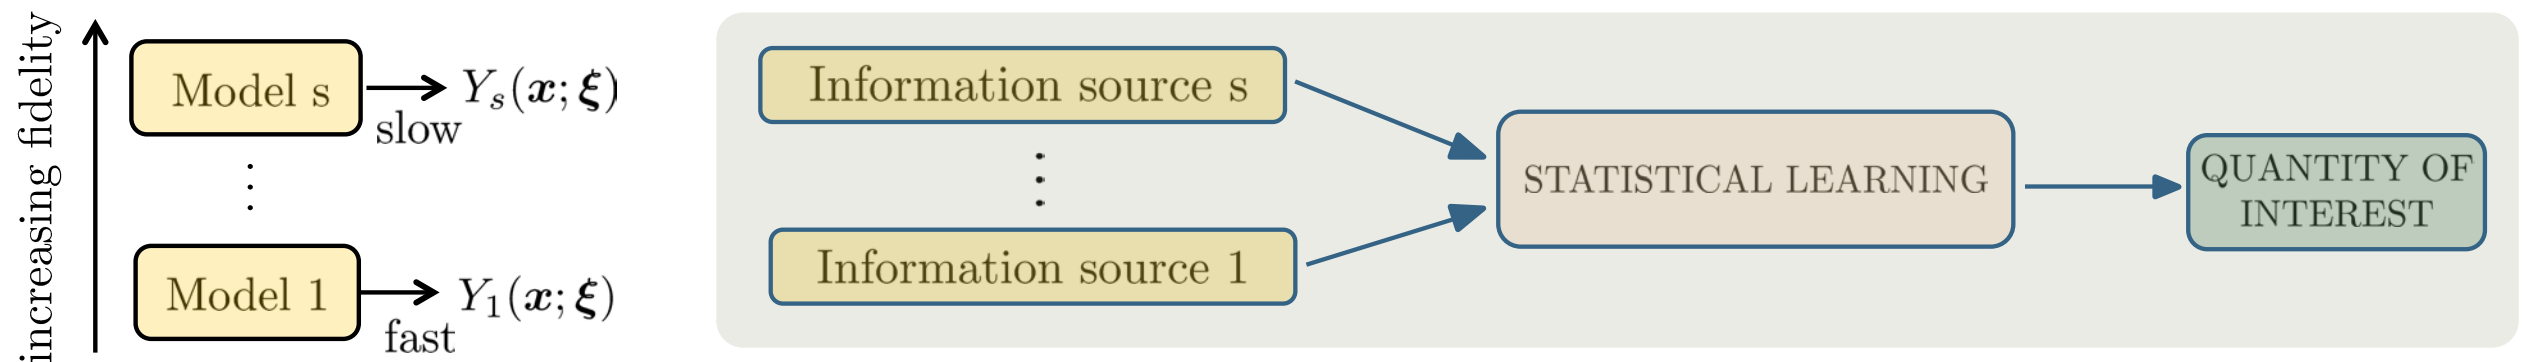 increasing fidelity
Model s
Y_s(x; ξ)
slow
⋮
Model 1
Y_1(x; ξ)
fast
Information source s
⋮
Information source 1
STATISTICAL LEARNING
QUANTITY OF
INTEREST